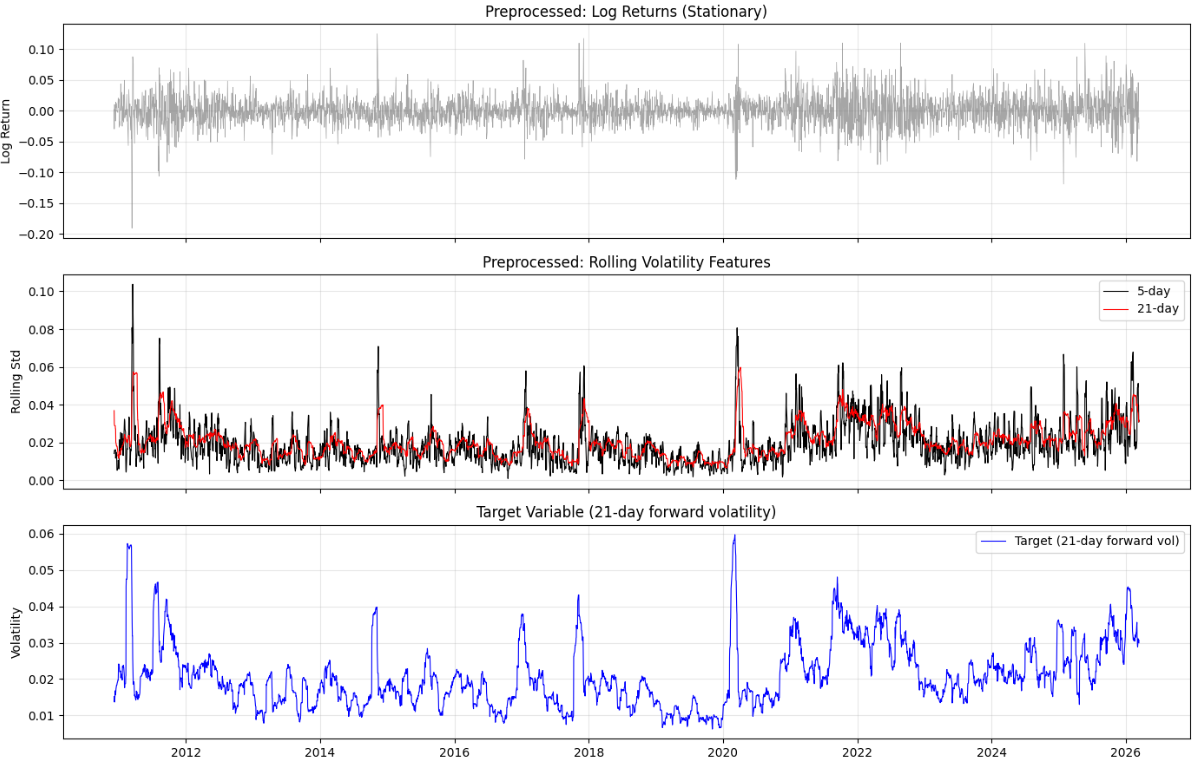 Preprocessed: Log Returns (Stationary)
Log Return
0.10
0.05
0.00
−0.05
−0.10
−0.15
−0.20
Preprocessed: Rolling Volatility Features
Rolling Std
0.10
0.08
0.06
0.04
0.02
0.00
5-day
21-day
Target Variable (21-day forward volatility)
Volatility
0.06
0.05
0.04
0.03
0.02
0.01
Target (21-day forward vol)
2012 2014 2016 2018 2020 2022 2024 2026